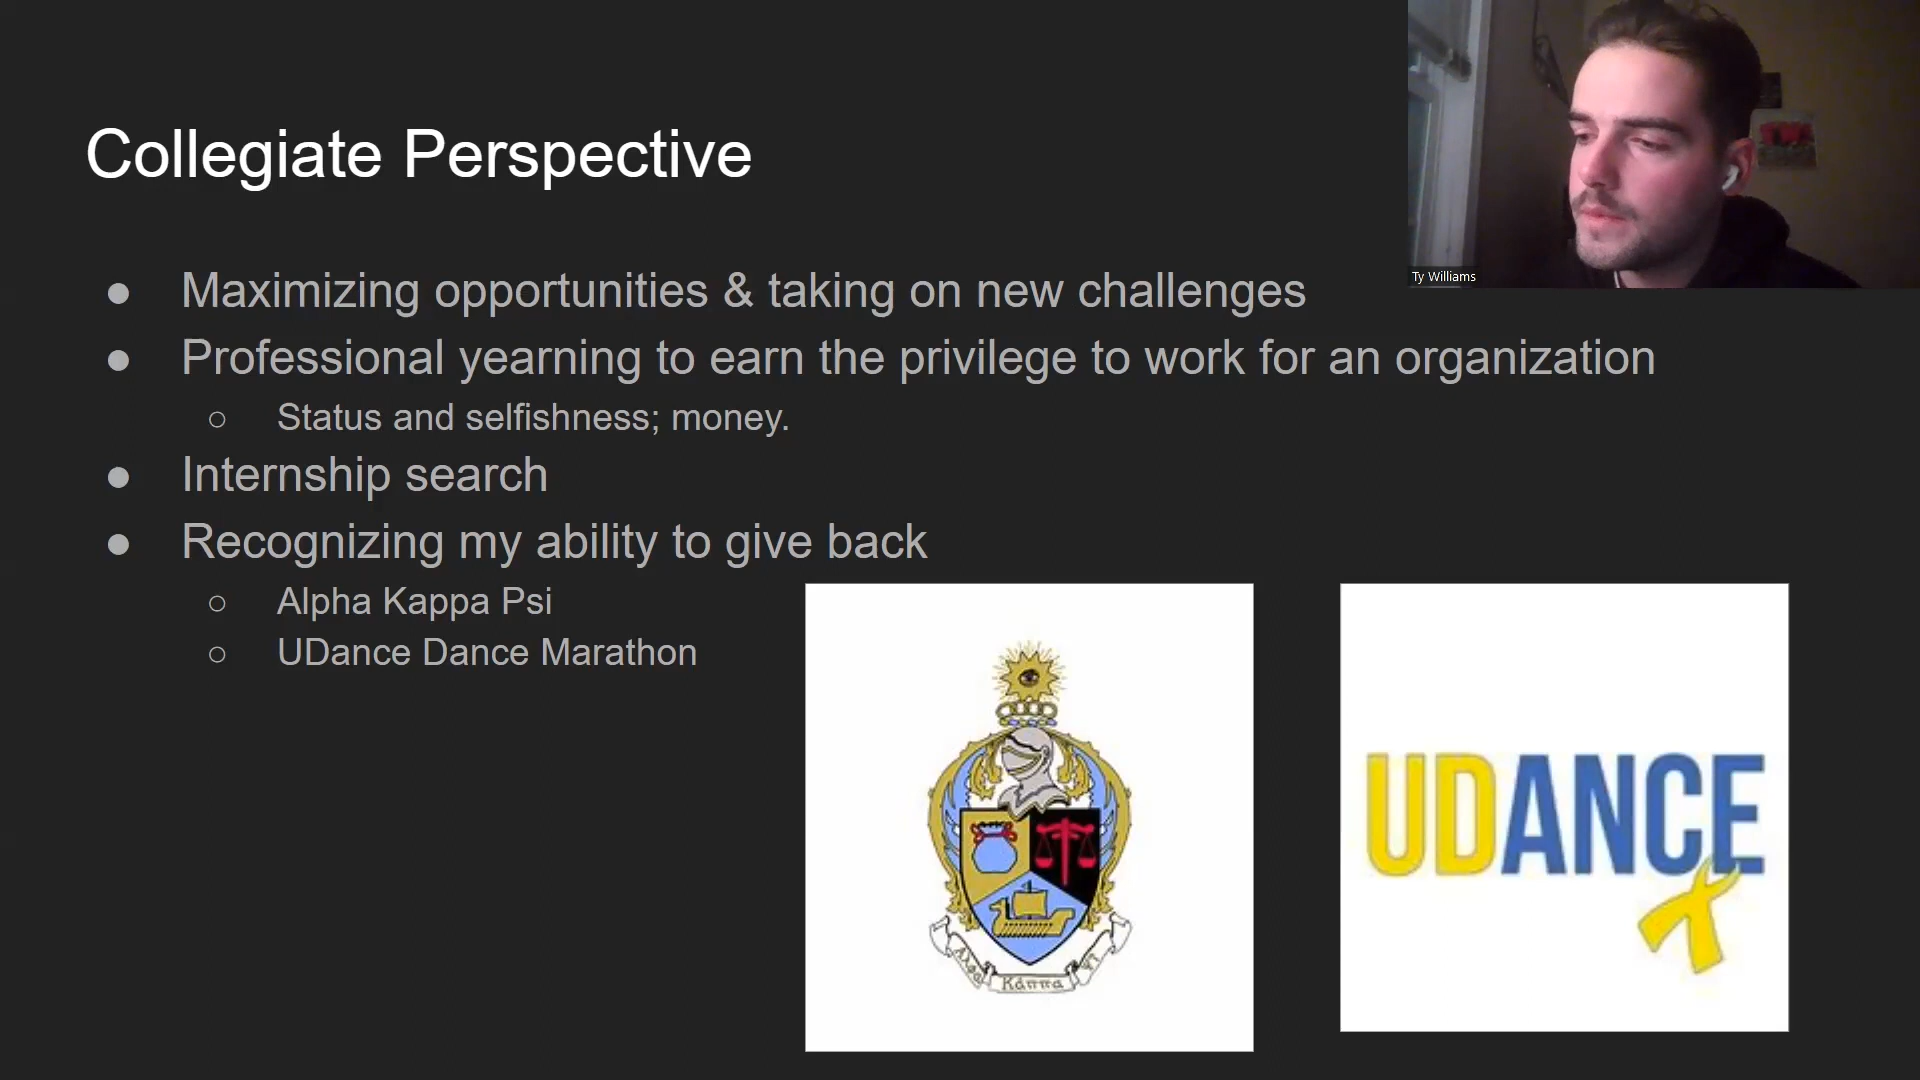 Collegiate Perspective
Ty Williams
● Maximizing opportunities & taking on new challenges
● Professional yearning to earn the privilege to work for an organization
○ Status and selfishness; money.
● Internship search
● Recognizing my ability to give back
○ Alpha Kappa Psi
○ UDance Dance Marathon
Κάππα
UDANCE